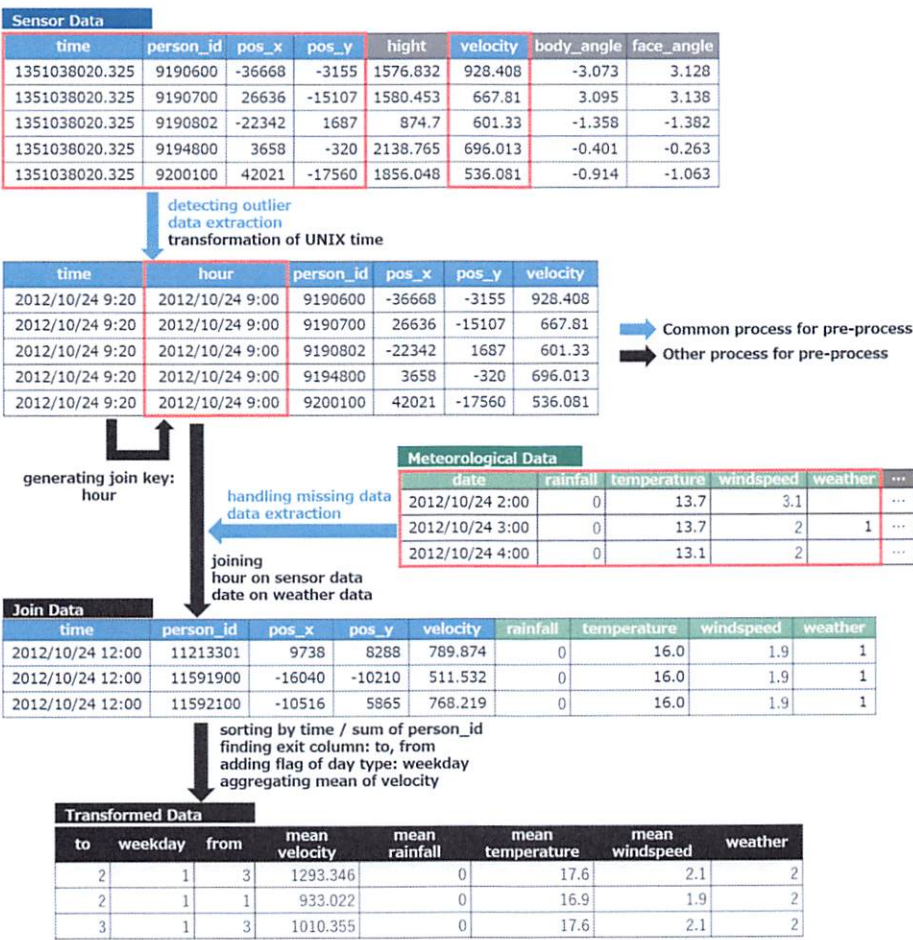 Sensor Data
time person_id pos_x pos_y hight velocity body_angle face_angle
1351038020.325 9190600 -36668 -3155 1576.832 928.408 -3.073 3.128
1351038020.325 9190700 26636 -15107 1580.453 667.81 3.095 3.138
1351038020.325 9190802 -22342 1687 874.7 601.33 -1.358 -1.382
1351038020.325 9194800 3658 -320 2138.765 696.013 -0.401 -0.263
1351038020.325 9200100 42021 -17560 1856.048 536.081 -0.914 -1.063
detecting outlier
data extraction
transformation of UNIX time
time hour person_id pos_x pos_y velocity
2012/10/24 9:20 2012/10/24 9:00 9190600 -36668 -3155 928.408
2012/10/24 9:20 2012/10/24 9:00 9190700 26636 -15107 667.81
2012/10/24 9:20 2012/10/24 9:00 9190802 -22342 1687 601.33
2012/10/24 9:20 2012/10/24 9:00 9194800 3658 -320 696.013
2012/10/24 9:20 2012/10/24 9:00 9200100 42021 -17560 536.081
Common process for pre-process
Other process for pre-process
generating join key:
hour
Meteorological Data
date rainfall temperature windspeed weather ...
2012/10/24 2:00 0 13.7 3.1 ...
2012/10/24 3:00 0 13.7 2 1 ...
2012/10/24 4:00 0 13.1 2 ...
handling missing data
data extraction
joining
hour on sensor data
date on weather data
Join Data
time person_id pos_x pos_y velocity rainfall temperature windspeed weather
2012/10/24 12:00 11213301 9738 8288 789.874 0 16.0 1.9 1
2012/10/24 12:00 11591900 -16040 -10210 511.532 0 16.0 1.9 1
2012/10/24 12:00 11592100 -10516 5865 768.219 0 16.0 1.9 1
sorting by time / sum of person_id
finding exit column: to, from
adding flag of day type: weekday
aggregating mean of velocity
Transformed Data
to weekday from mean velocity mean rainfall mean temperature mean windspeed weather
2 1 3 1293.346 0 17.6 2.1 2
2 1 1 933.022 0 16.9 1.9 2
3 1 3 1010.355 0 17.6 2.1 2